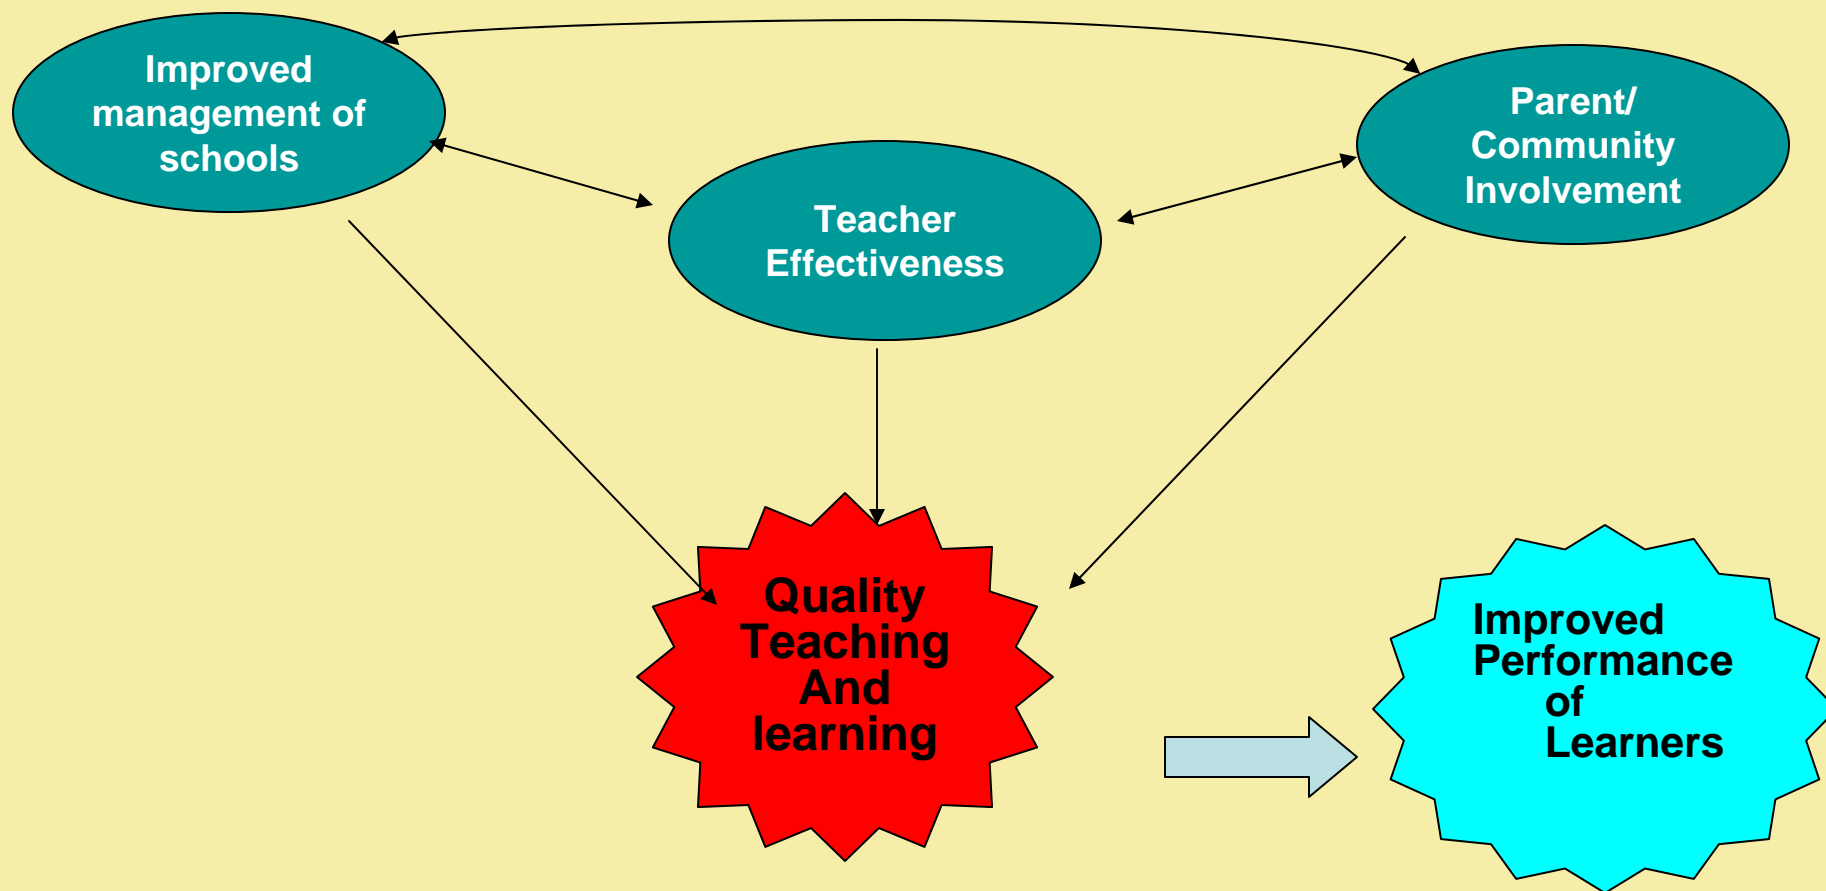 Improved
management of
schools
Parent/
Community
Involvement
Teacher
Effectiveness
Quality
Teaching
And
learning
Improved
Performance
of
Learners